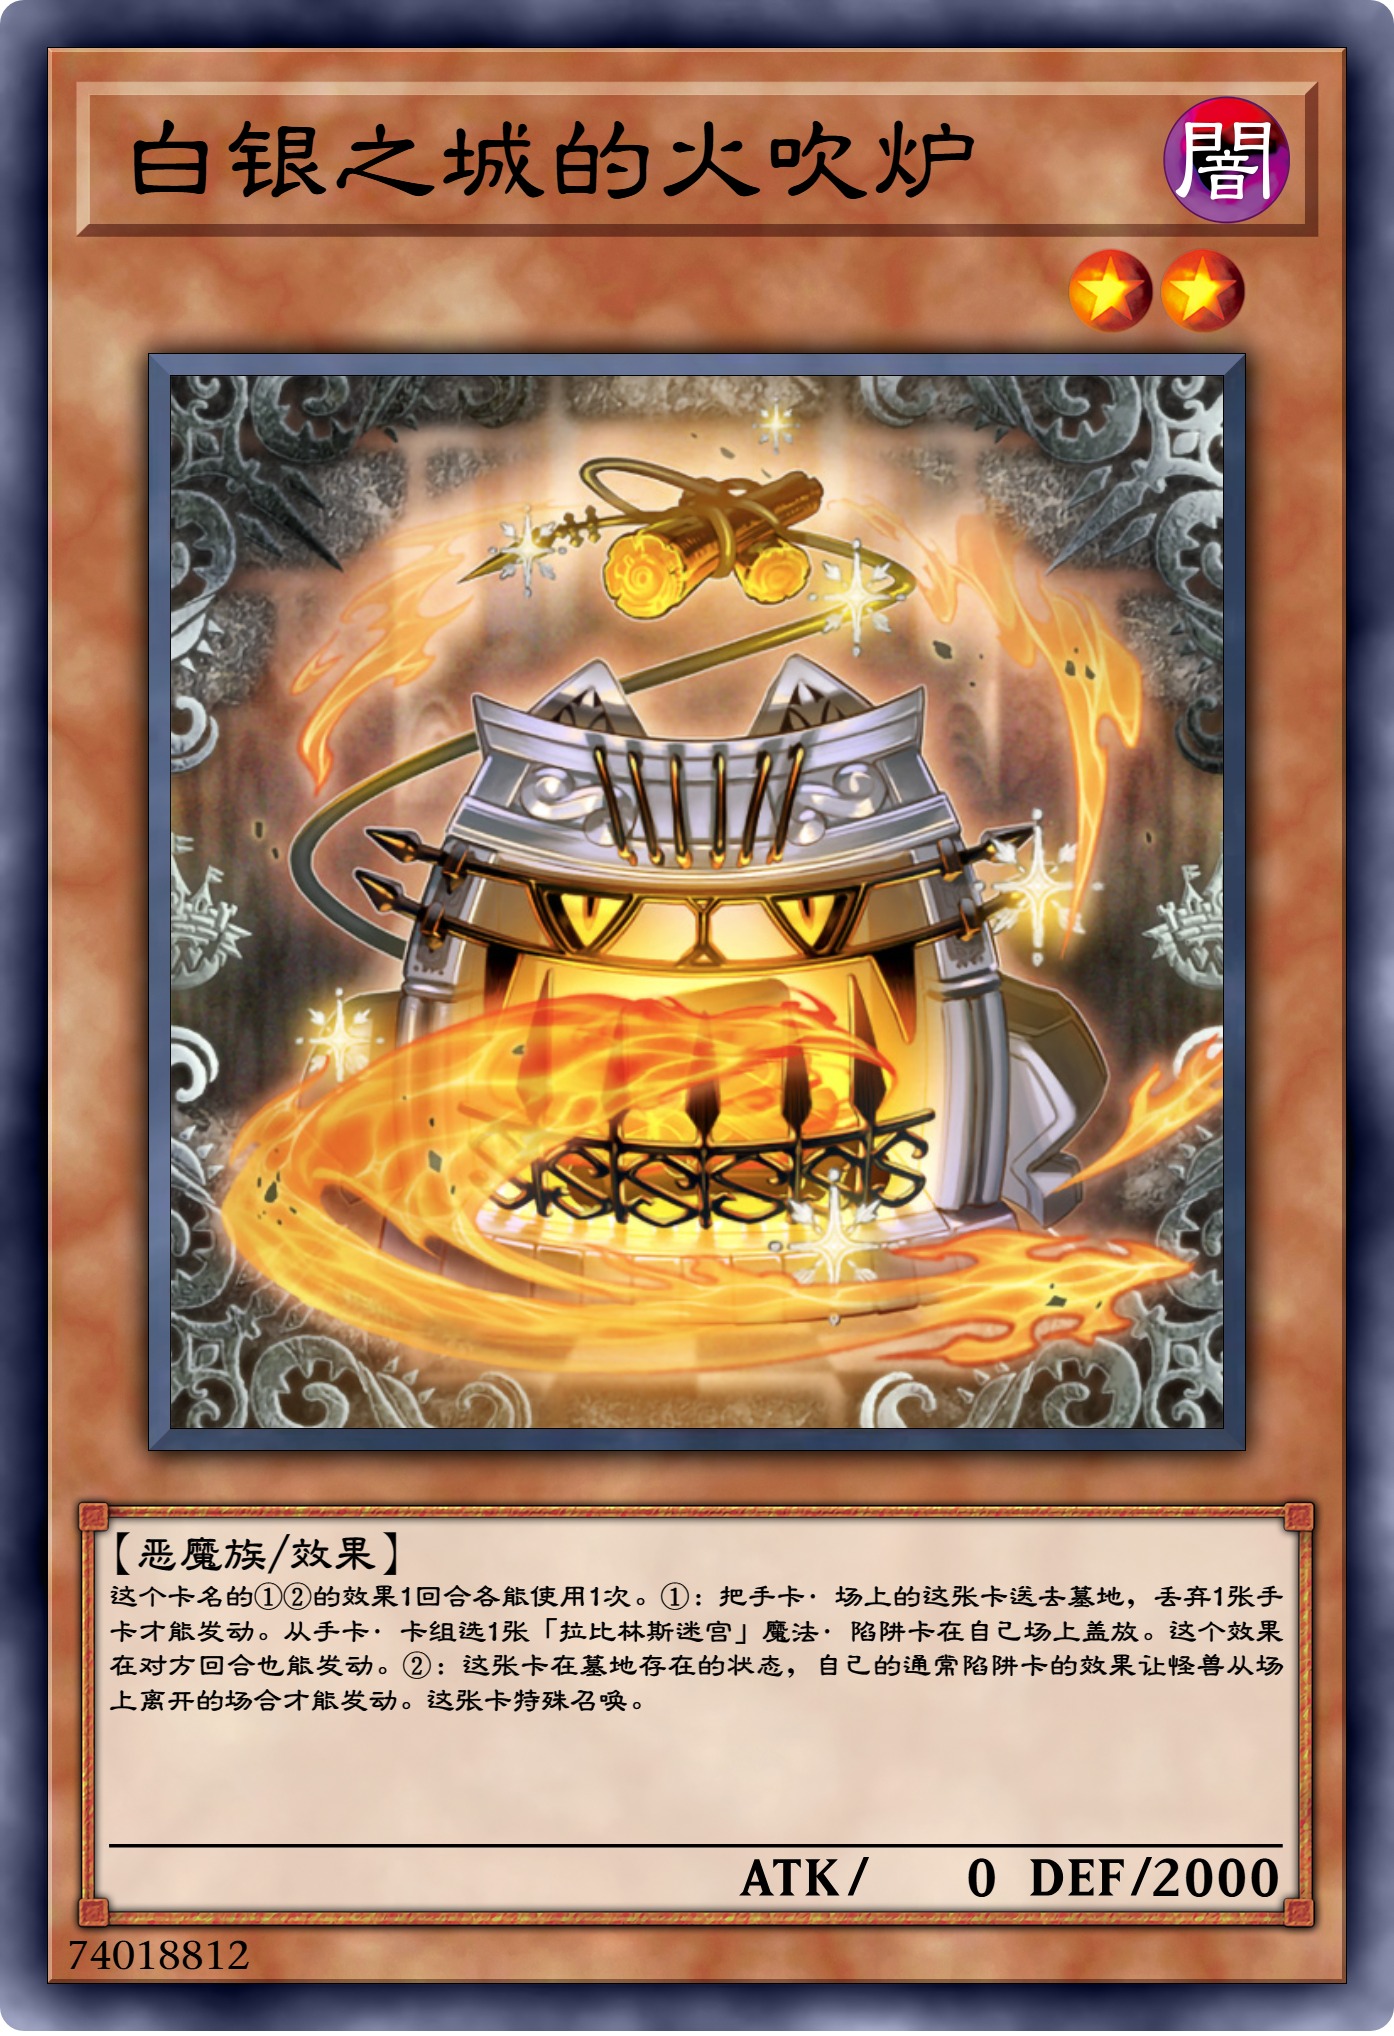 白银之城的火吹炉
闇
【恶魔族/效果】
这个卡名的①②的效果1回合各能使用1次。①：把手卡·场上的这张卡送去墓地，丢弃1张手
卡才能发动。从手卡·卡组选1张「拉比林斯迷宫」魔法·陷阱卡在自己场上盖放。这个效果
在对方回合也能发动。②：这张卡在墓地存在的状态，自己的通常陷阱卡的效果让怪兽从场
上离开的场合才能发动。这张卡特殊召唤。
ATK/ 0 DEF/2000
74018812